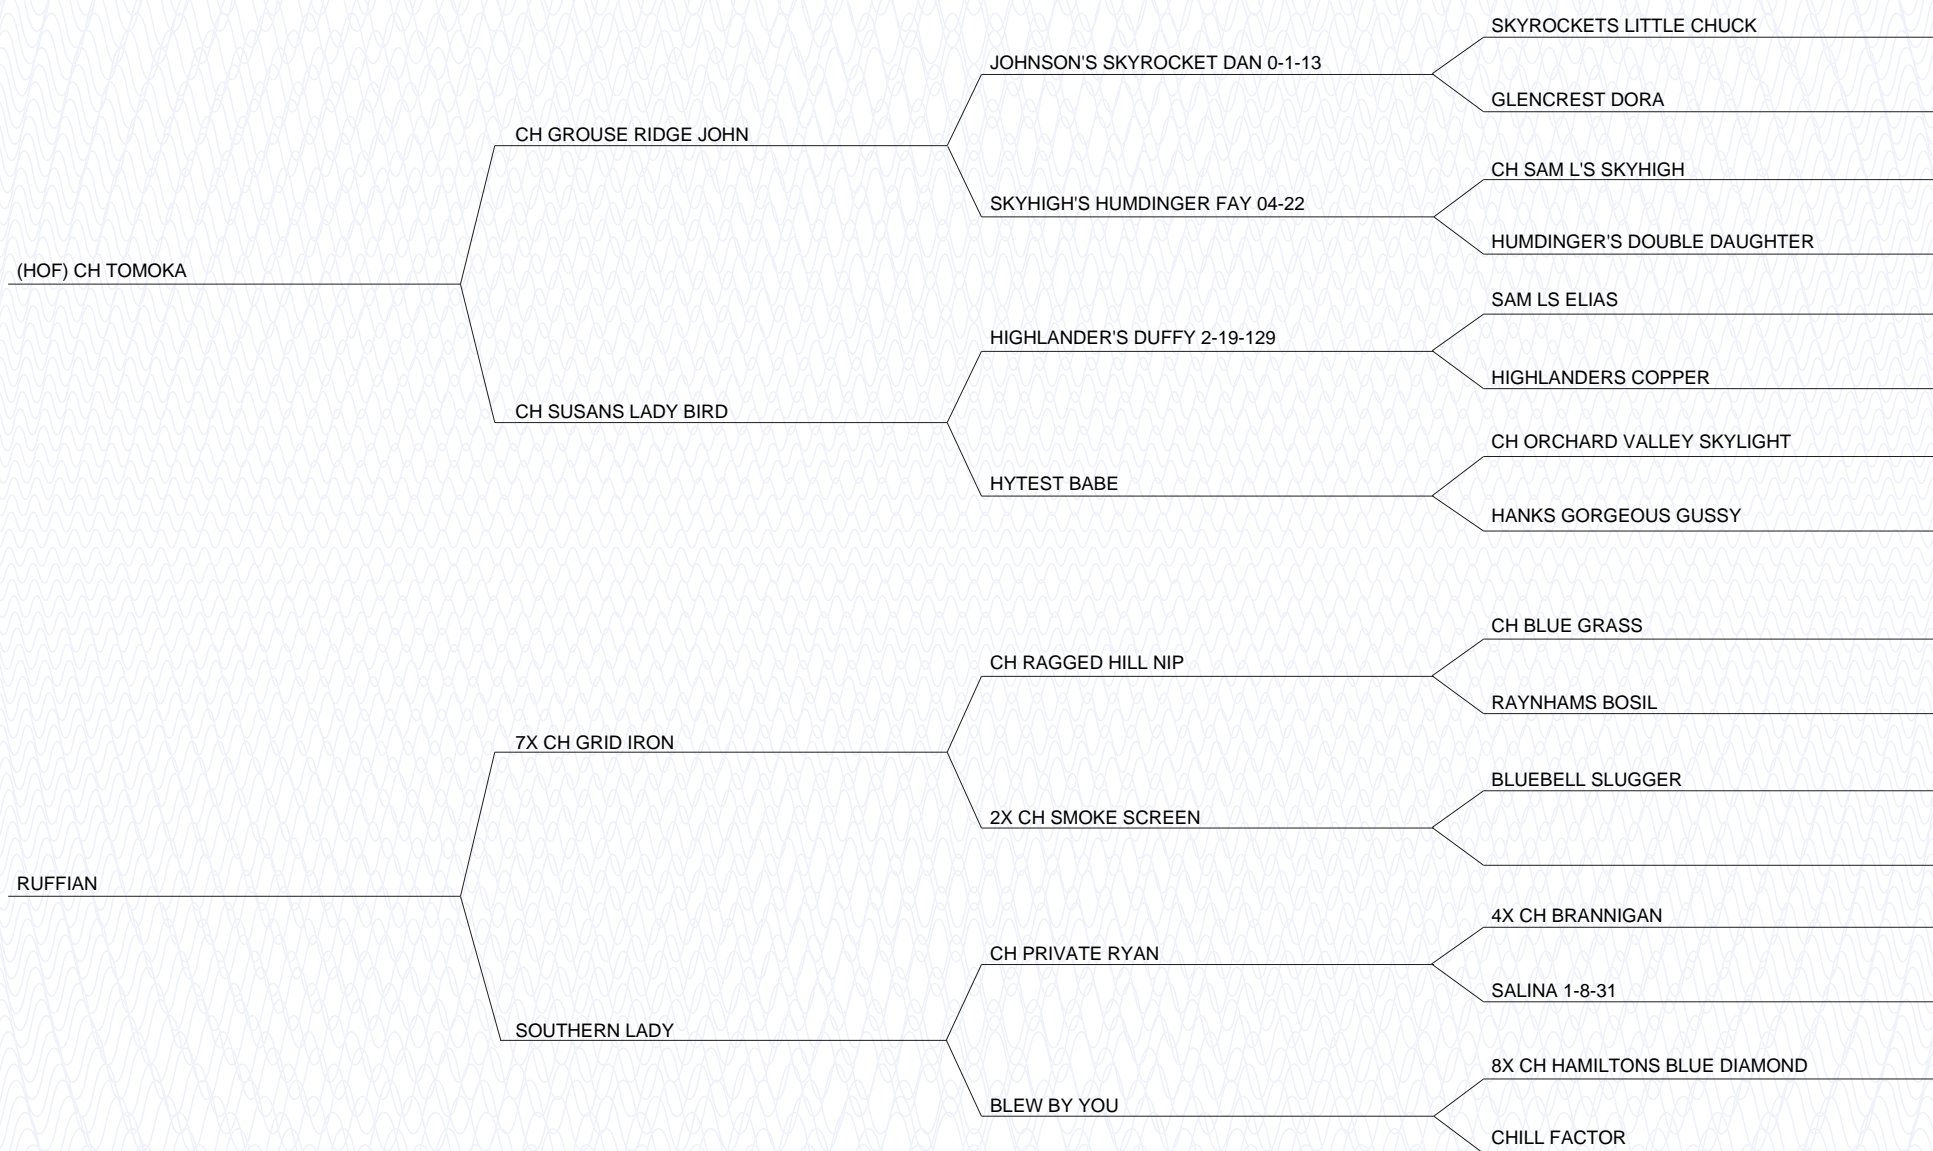 SKYROCKETS LITTLE CHUCK
JOHNSON'S SKYROCKET DAN 0-1-13
GLENCREST DORA
CH GROUSE RIDGE JOHN
CH SAM L'S SKYHIGH
SKYHIGH'S HUMDINGER FAY 04-22
HUMDINGER'S DOUBLE DAUGHTER
(HOF) CH TOMOKA
SAM LS ELIAS
HIGHLANDER'S DUFFY 2-19-129
HIGHLANDERS COPPER
CH SUSANS LADY BIRD
CH ORCHARD VALLEY SKYLIGHT
HYTEST BABE
HANKS GORGEOUS GUSSY
CH BLUE GRASS
CH RAGGED HILL NIP
RAYNHAMS BOSIL
7X CH GRID IRON
BLUEBELL SLUGGER
2X CH SMOKE SCREEN
RUFFIAN
4X CH BRANNIGAN
CH PRIVATE RYAN
SALINA 1-8-31
SOUTHERN LADY
8X CH HAMILTONS BLUE DIAMOND
BLEW BY YOU
CHILL FACTOR